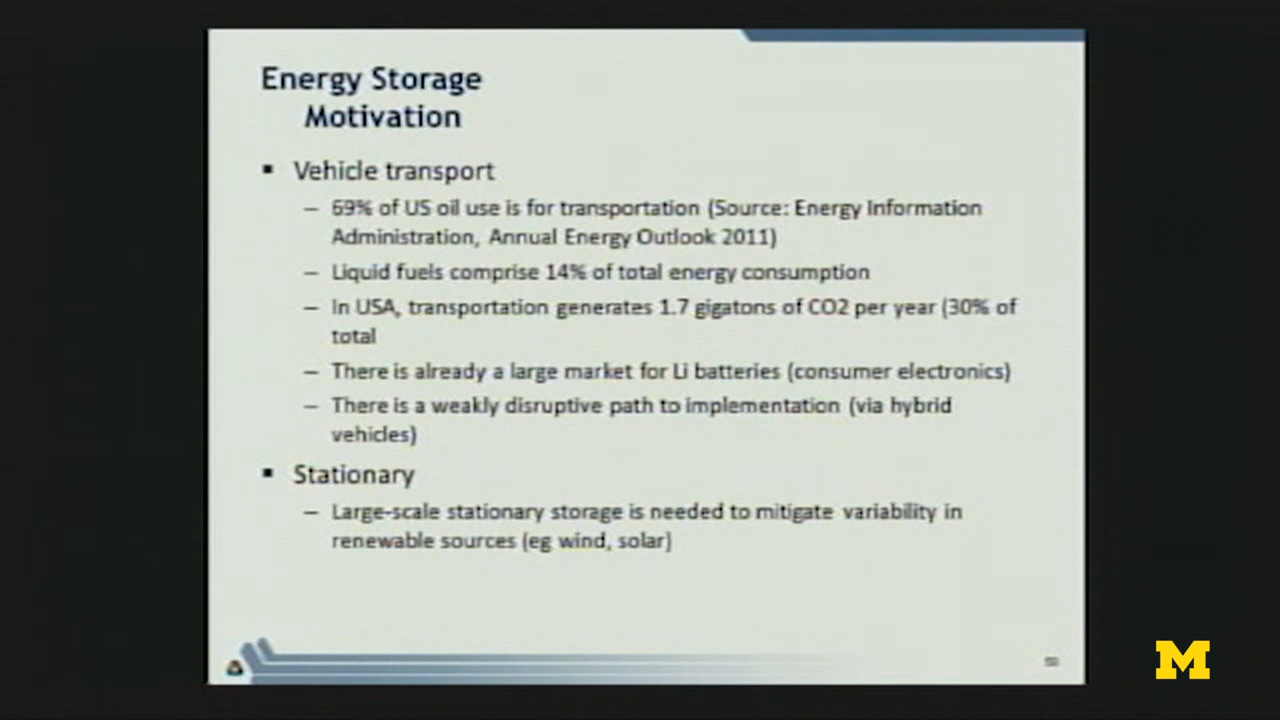 Energy Storage
Motivation
▪ Vehicle transport
– 69% of US oil use is for transportation (Source: Energy Information
Administration, Annual Energy Outlook 2011)
– Liquid fuels comprise 14% of total energy consumption
– In USA, transportation generates 1.7 gigatons of CO2 per year (30% of
total
– There is already a large market for Li batteries (consumer electronics)
– There is a weakly disruptive path to implementation (via hybrid
vehicles)
▪ Stationary
– Large-scale stationary storage is needed to mitigate variability in
renewable sources (eg wind, solar)
M